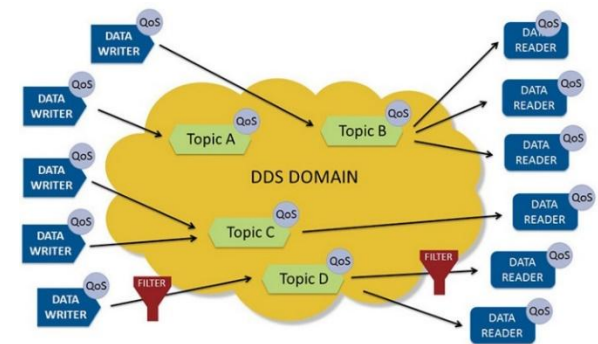 QoS
DATA
WRITER
QoS
DATA
READER
QoS
DATA
WRITER
QoS
DATA
READER
QoS
Topic A
QoS
Topic B
QoS
DATA
READER
QoS
DATA
WRITER
DDS DOMAIN
QoS
DATA
READER
QoS
DATA
WRITER
QoS
Topic C
QoS
DATA
WRITER
FILTER
QoS
Topic D
FILTER
QoS
DATA
READER
QoS
DATA
READER